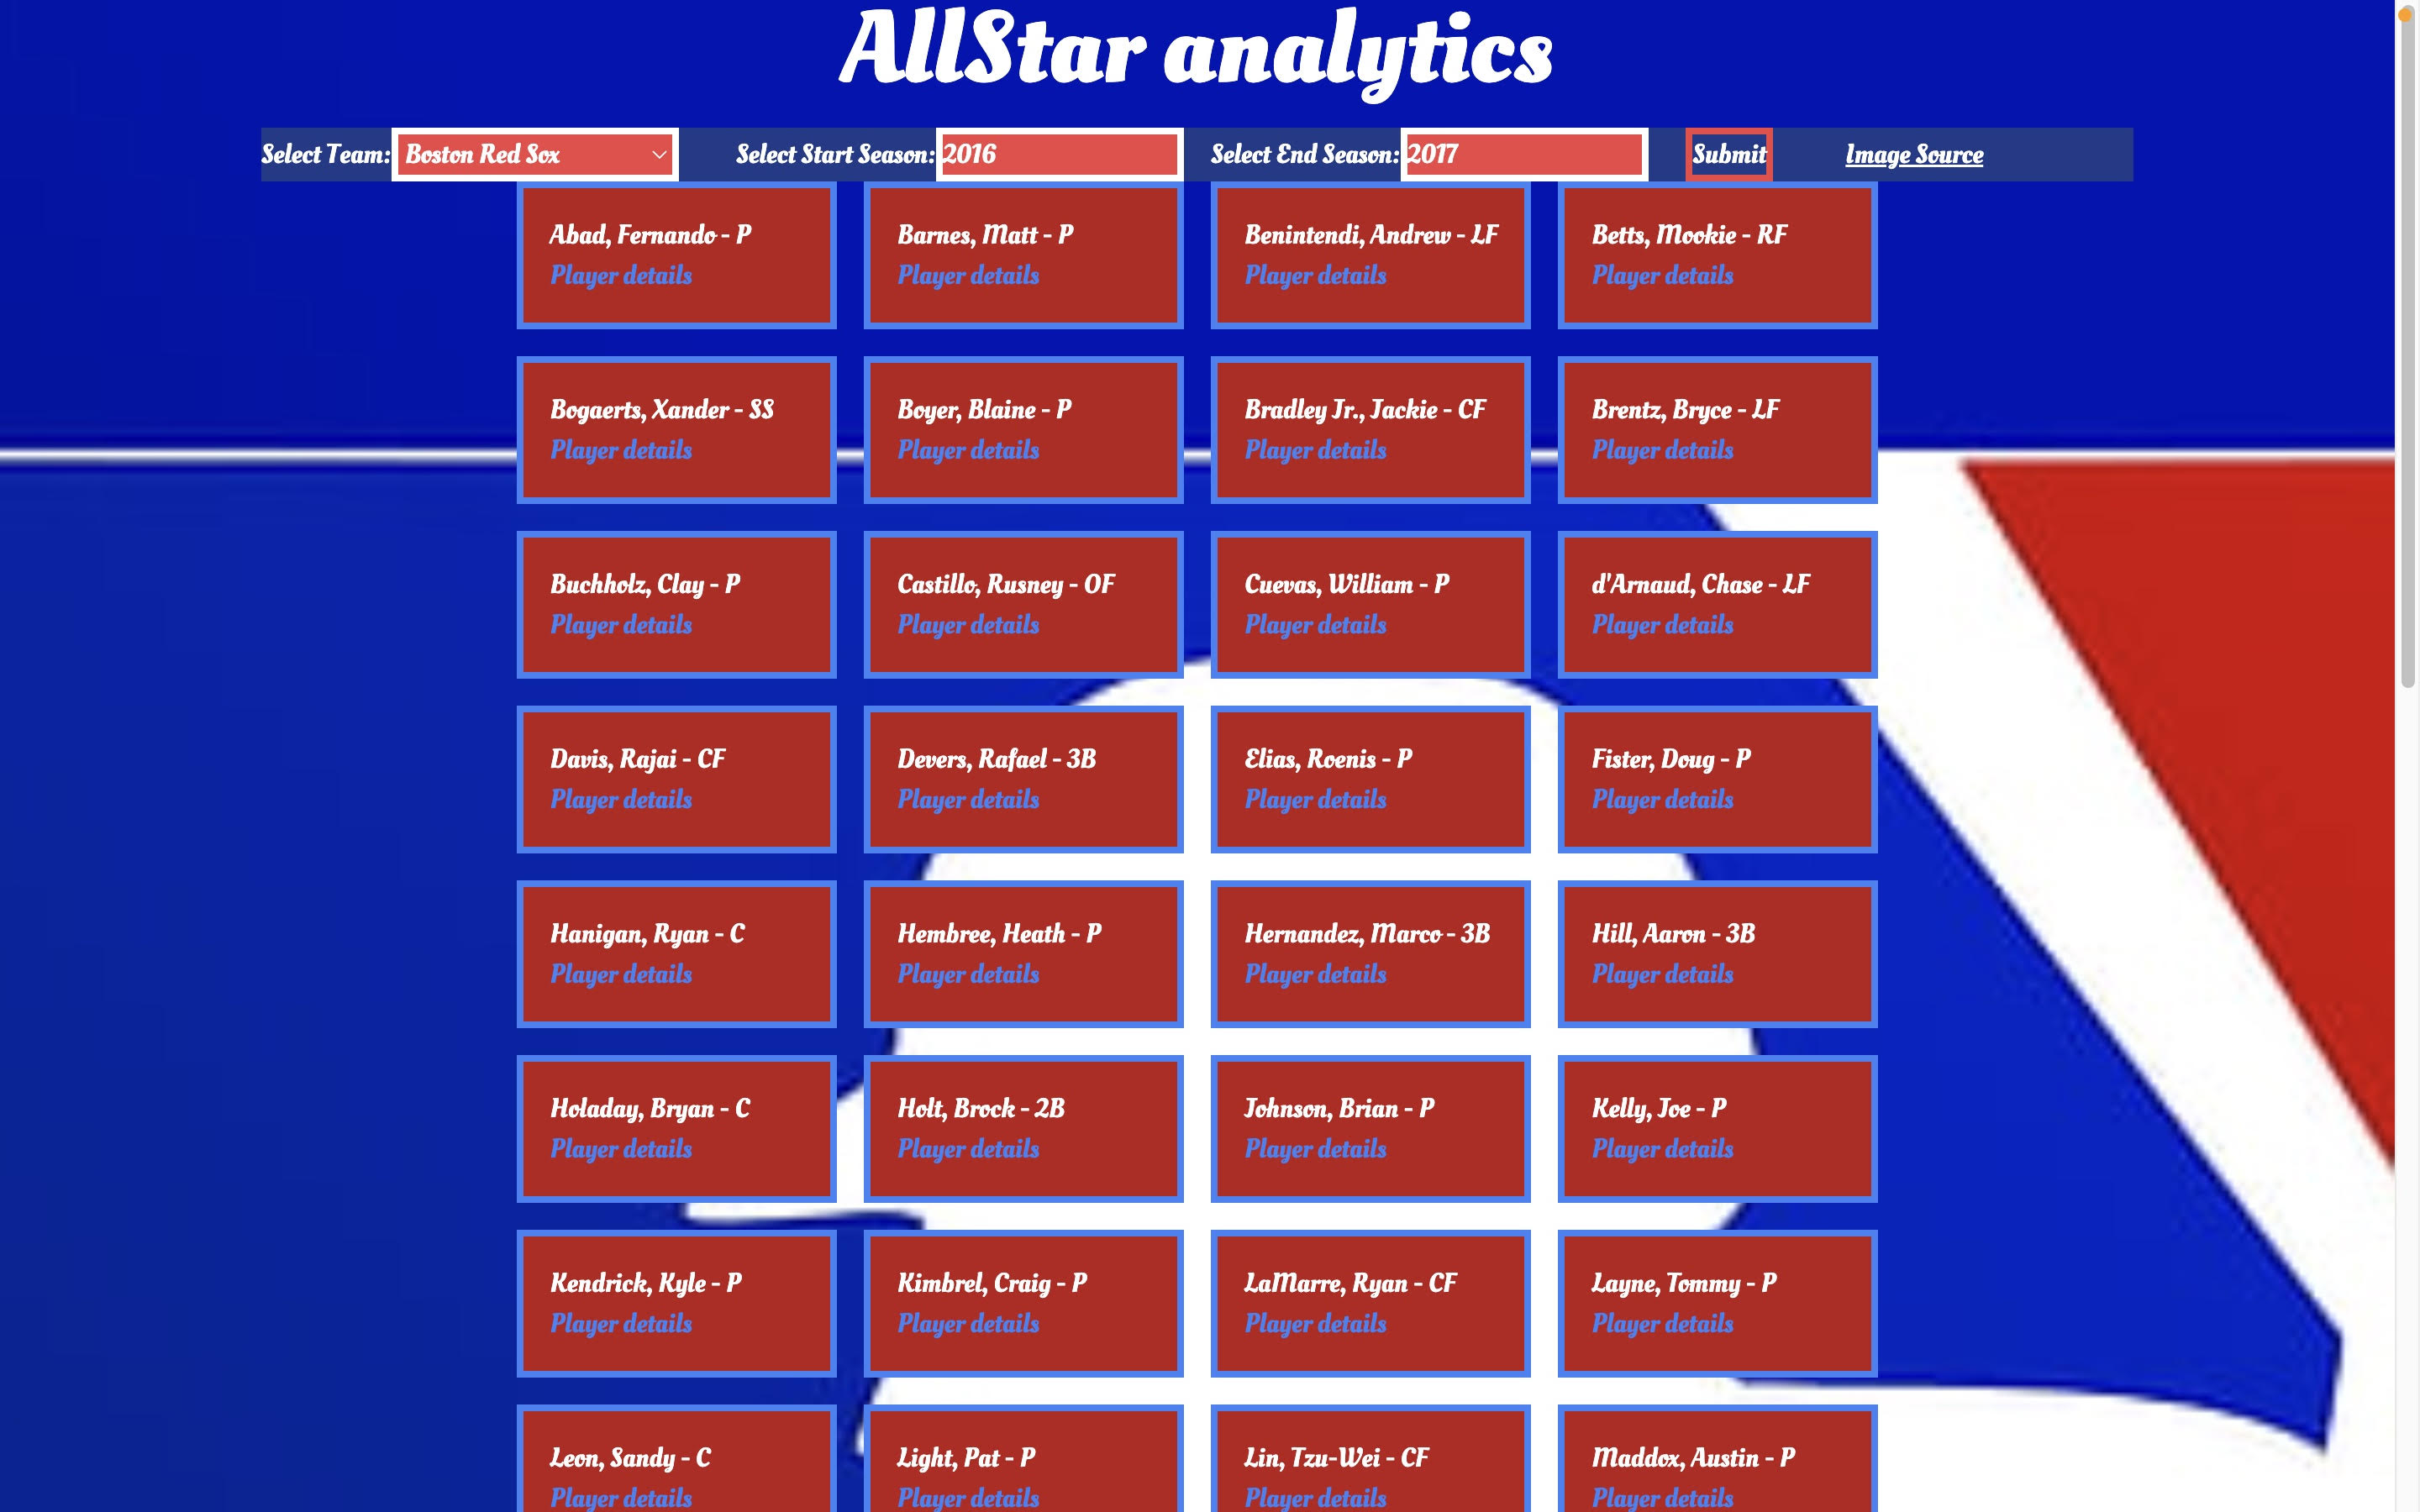 AllStar analytics
Select Team: Boston Red Sox Select Start Season: 2016 Select End Season: 2017 Submit Image Source
Abad, Fernando - P
Player details
Barnes, Matt - P
Player details
Benintendi, Andrew - LF
Player details
Betts, Mookie - RF
Player details
Bogaerts, Xander - SS
Player details
Boyer, Blaine - P
Player details
Bradley Jr., Jackie - CF
Player details
Brentz, Bryce - LF
Player details
Buchholz, Clay - P
Player details
Castillo, Rusney - OF
Player details
Cuevas, William - P
Player details
d'Arnaud, Chase - LF
Player details
Davis, Rajai - CF
Player details
Devers, Rafael - 3B
Player details
Elias, Roenis - P
Player details
Fister, Doug - P
Player details
Hanigan, Ryan - C
Player details
Hembree, Heath - P
Player details
Hernandez, Marco - 3B
Player details
Hill, Aaron - 3B
Player details
Holaday, Bryan - C
Player details
Holt, Brock - 2B
Player details
Johnson, Brian - P
Player details
Kelly, Joe - P
Player details
Kendrick, Kyle - P
Player details
Kimbrel, Craig - P
Player details
LaMarre, Ryan - CF
Player details
Layne, Tommy - P
Player details
Leon, Sandy - C
Player details
Light, Pat - P
Player details
Lin, Tzu-Wei - CF
Player details
Maddox, Austin - P
Player details